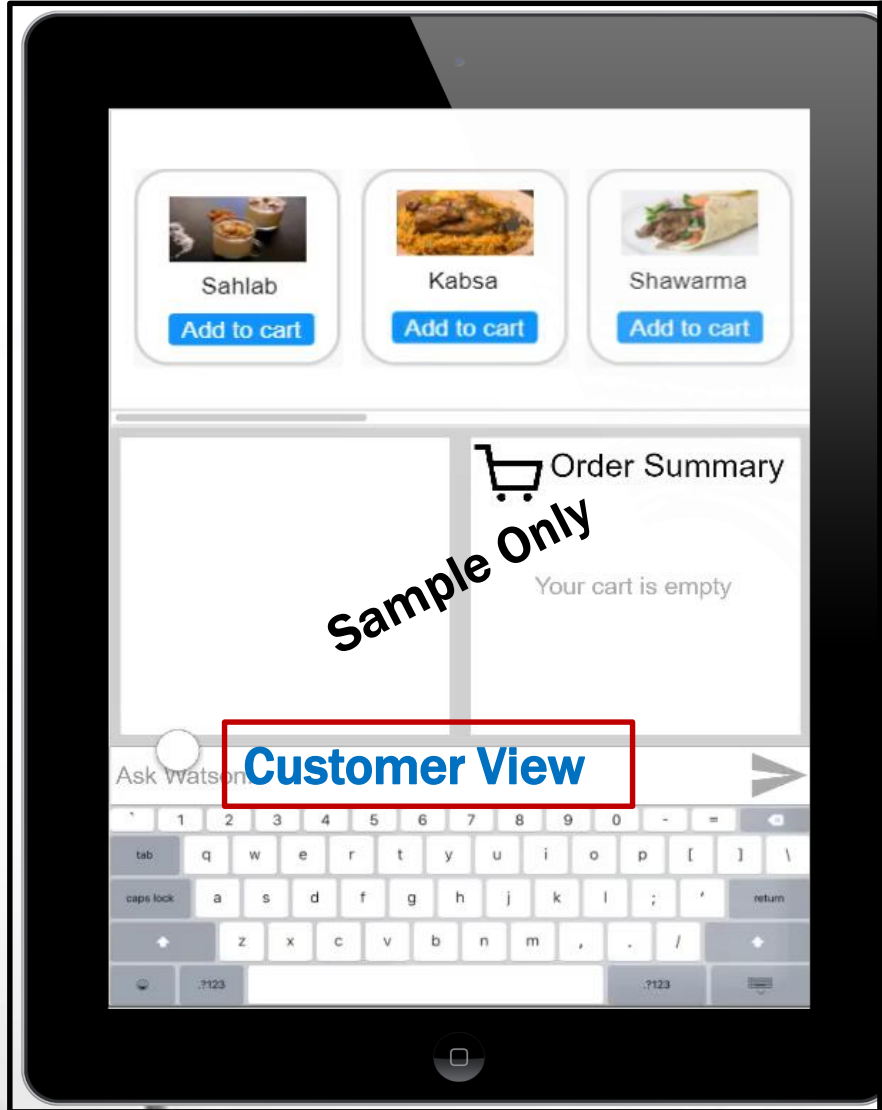 Sahlab
Kabsa
Shawarma
Add to cart
Add to cart
Add to cart
Order Summary
Sample Only
Your cart is empty
Customer View
Ask Watson
` 1 2 3 4 5 6 7 8 9 0 - =
tab q w e r t y u i o p [ ] \
caps lock a s d f g h j k l ; ' return
z x c v b n m , . /
.?123 .?123